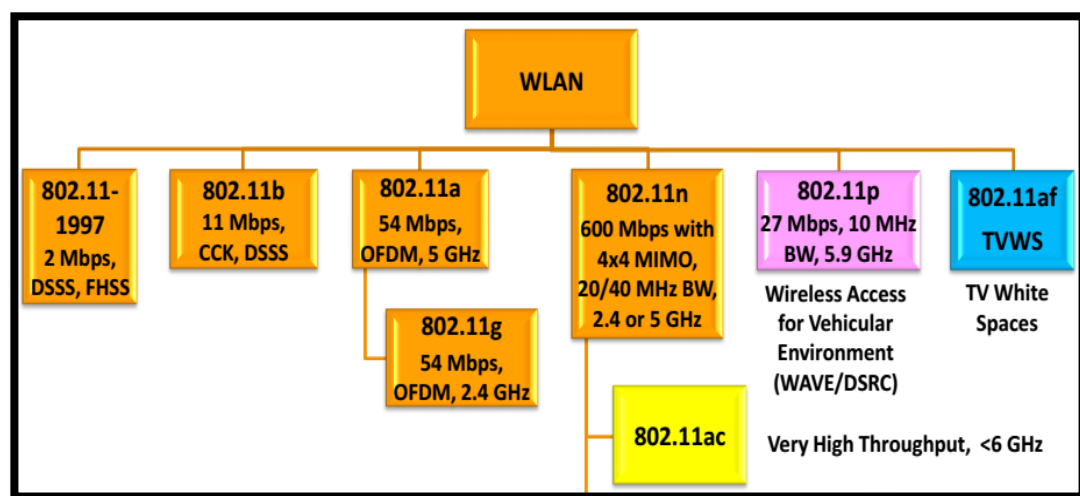 WLAN
802.11-
1997
2 Mbps,
DSSS, FHSS
802.11b
11 Mbps,
CCK, DSSS
802.11a
54 Mbps,
OFDM, 5 GHz
802.11g
54 Mbps,
OFDM, 2.4 GHz
802.11n
600 Mbps with
4x4 MIMO,
20/40 MHz BW,
2.4 or 5 GHz
802.11ac
Very High Throughput, <6 GHz
802.11p
27 Mbps, 10 MHz
BW, 5.9 GHz
Wireless Access
for Vehicular
Environment
(WAVE/DSRC)
802.11af
TVWS
TV White
Spaces